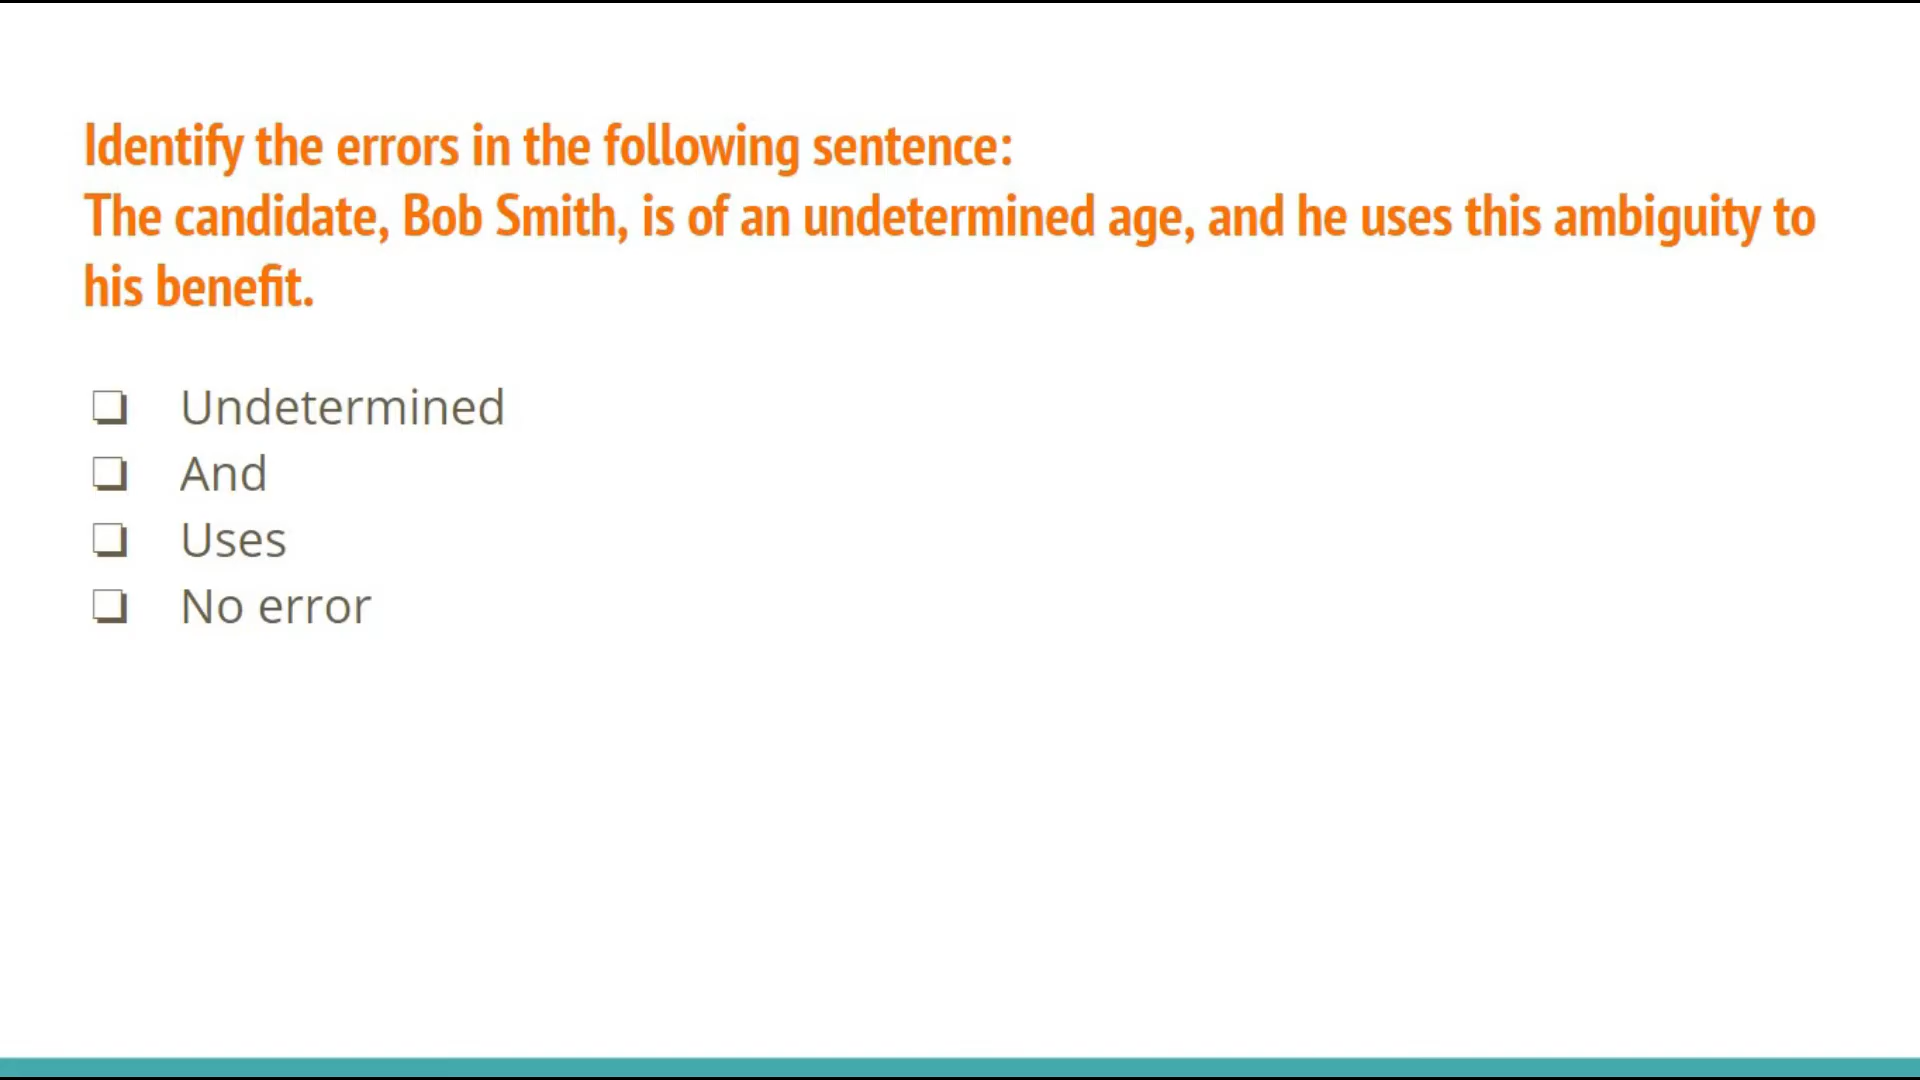 Identify the errors in the following sentence:
The candidate, Bob Smith, is of an undetermined age, and he uses this ambiguity to
his benefit.
❏ Undetermined
❏ And
❏ Uses
❏ No error